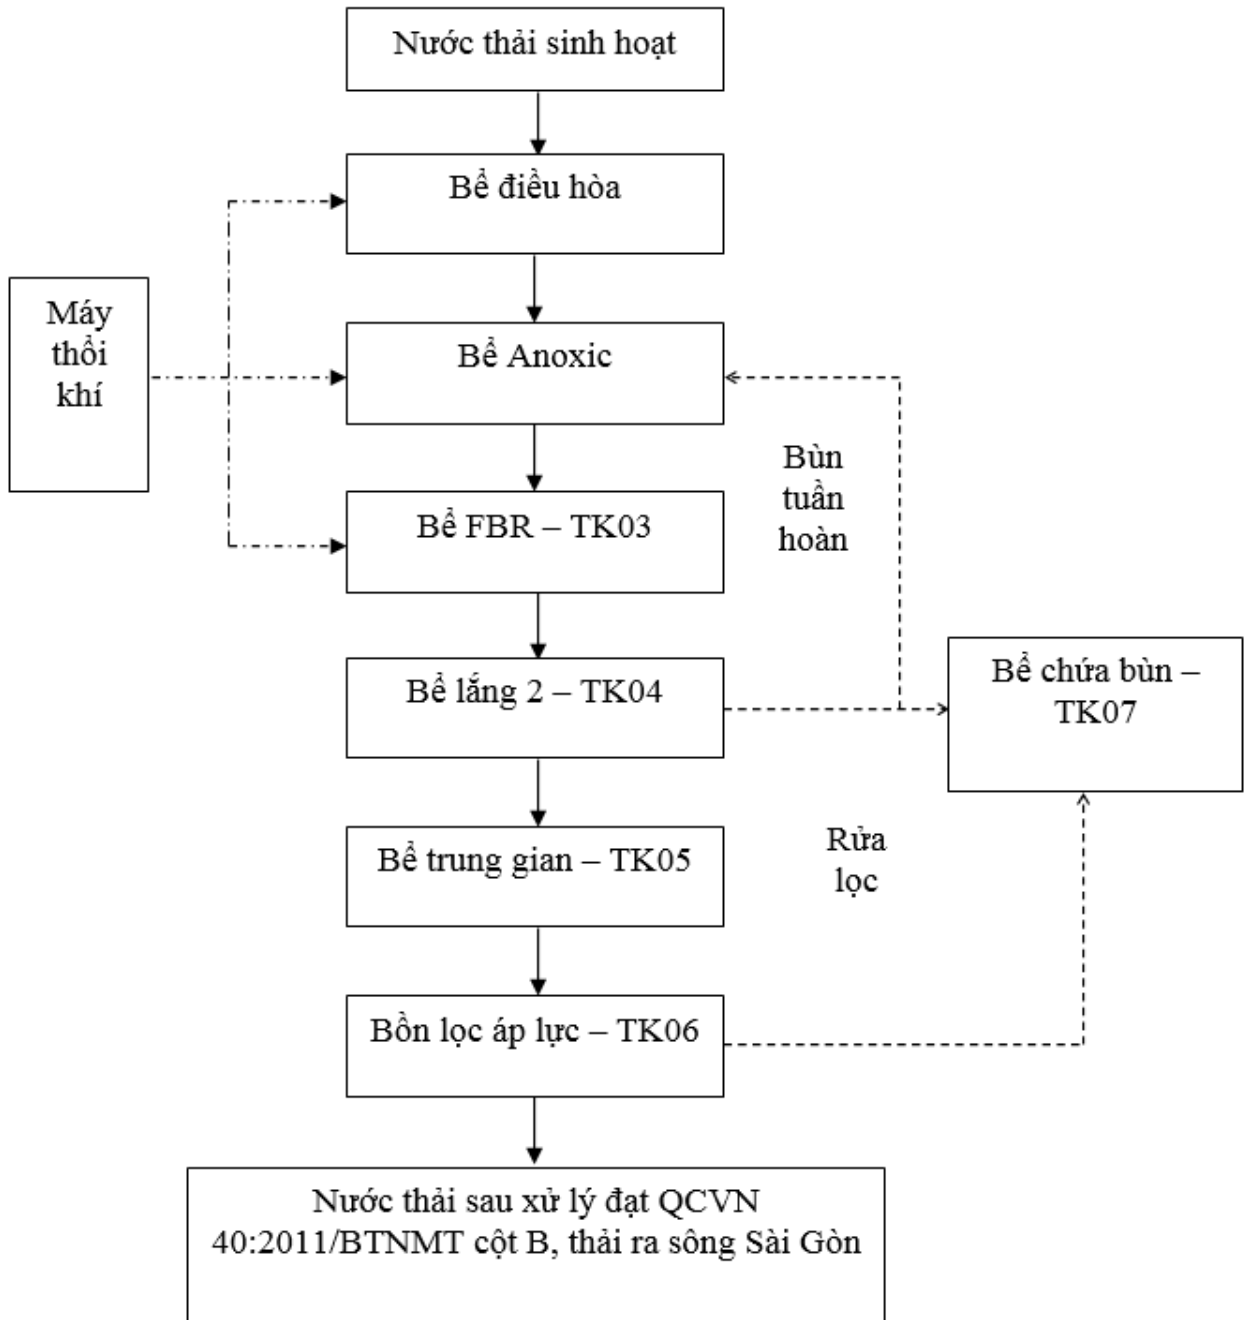 Nước thải sinh hoạt
Bể điều hòa
Máy
thổi
khí
Bể Anoxic
Bùn
tuần
hoàn
Bể FBR – TK03
Bể lắng 2 – TK04
Bể chứa bùn –
TK07
Bể trung gian – TK05
Rửa
lọc
Bồn lọc áp lực – TK06
Nước thải sau xử lý đạt QCVN
40:2011/BTNMT cột B, thải ra sông Sài Gòn